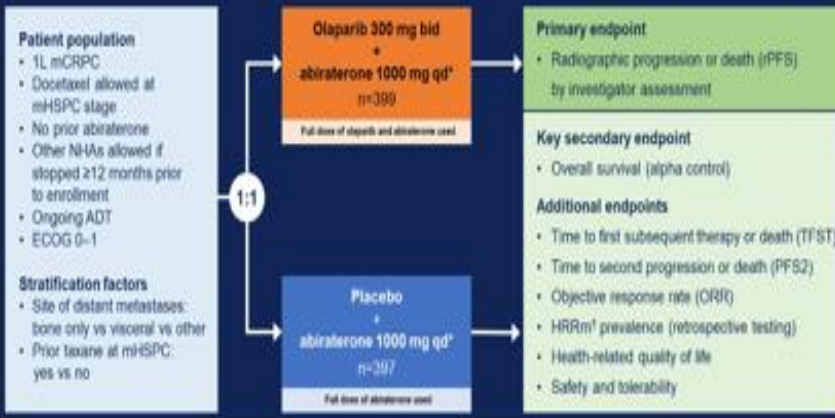 Patient population
• 1L mCRPC
• Docetaxel allowed at
mHSPC stage
• No prior abiraterone
• Other NHAs allowed if
stopped ≥12 months prior
to enrollment
• Ongoing ADT
• ECOG 0–1
Stratification factors
• Site of distant metastases:
bone only vs visceral vs other
• Prior taxane at mHSPC:
yes vs no
1:1
Olaparib 300 mg bid
+
abiraterone 1000 mg qd*
n=399
Full dose of olaparib and abiraterone used
Placebo
+
abiraterone 1000 mg qd*
n=397
Full dose of abiraterone used
Primary endpoint
• Radiographic progression or death (rPFS)
by investigator assessment
Key secondary endpoint
• Overall survival (alpha control)
Additional endpoints
• Time to first subsequent therapy or death (TFST)
• Time to second progression or death (PFS2)
• Objective response rate (ORR)
• HRRm† prevalence (retrospective testing)
• Health-related quality of life
• Safety and tolerability